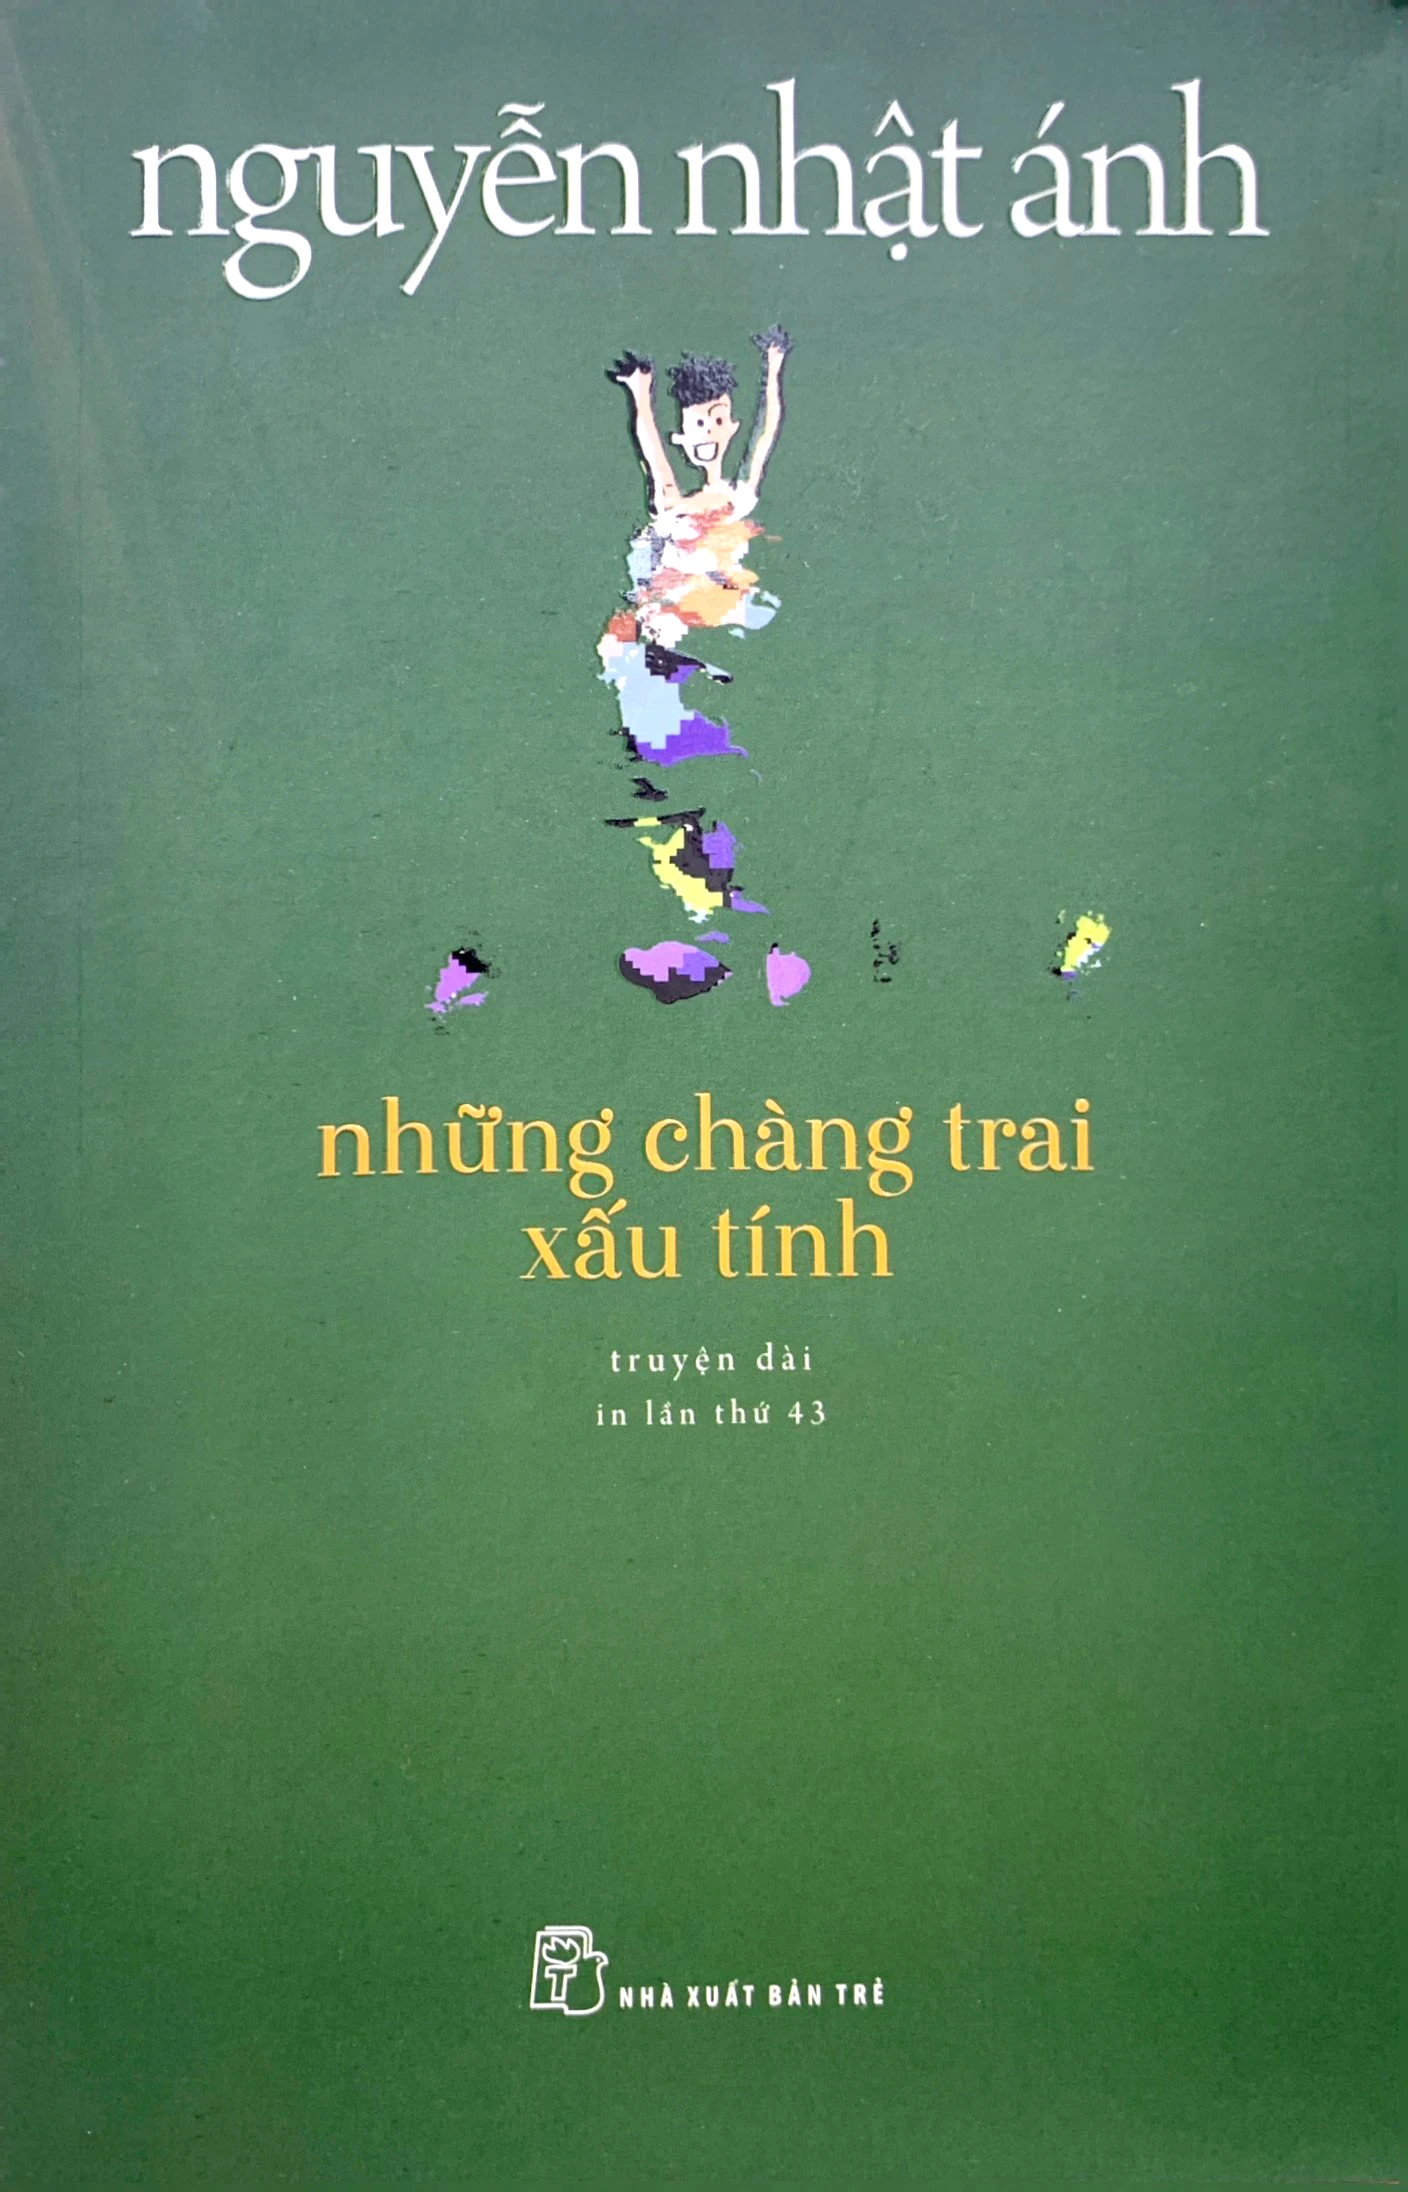 nguyễn nhật ánh
những chàng trai
xấu tính
truyện dài
in lần thứ 43
T
NHÀ XUẤT BẢN TRẺ